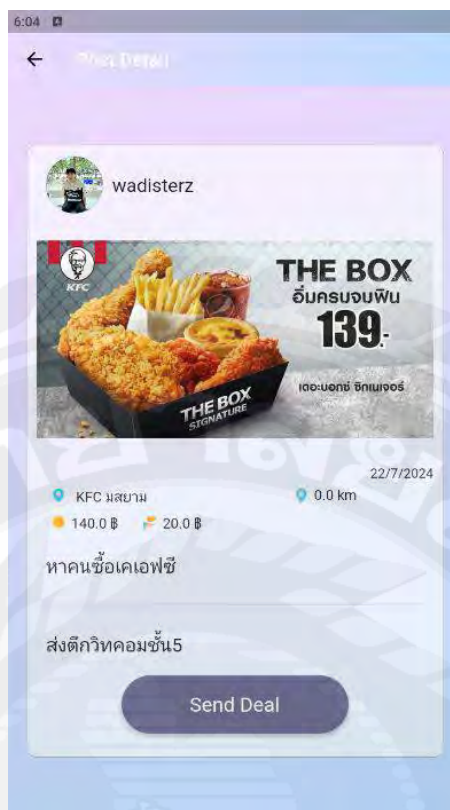 6:04
Post Detail
wadisterz
KFC
THE BOX
อิ่มครบจบฟิน
139.-
เดอะบอกซ์ ซิกเนเจอร์
THE BOX
SIGNATURE
22/7/2024
KFC มสยาม
0.0 km
140.0 ฿
20.0 ฿
หาคนซื้อเคเอฟซี
ส่งตึกวิทคอมชั้น5
Send Deal